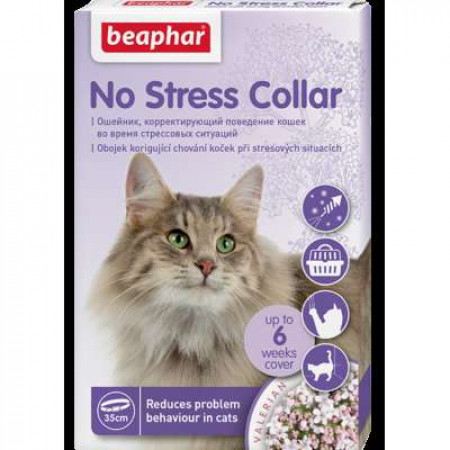 beaphar
No Stress Collar
Ошейник, корректирующий поведение кошек
во время стрессовых ситуаций
Obojek korigující chování koček při stresových situacích
up to
6
weeks
cover
35cm
Reduces problem
behaviour in cats
VALERIAN